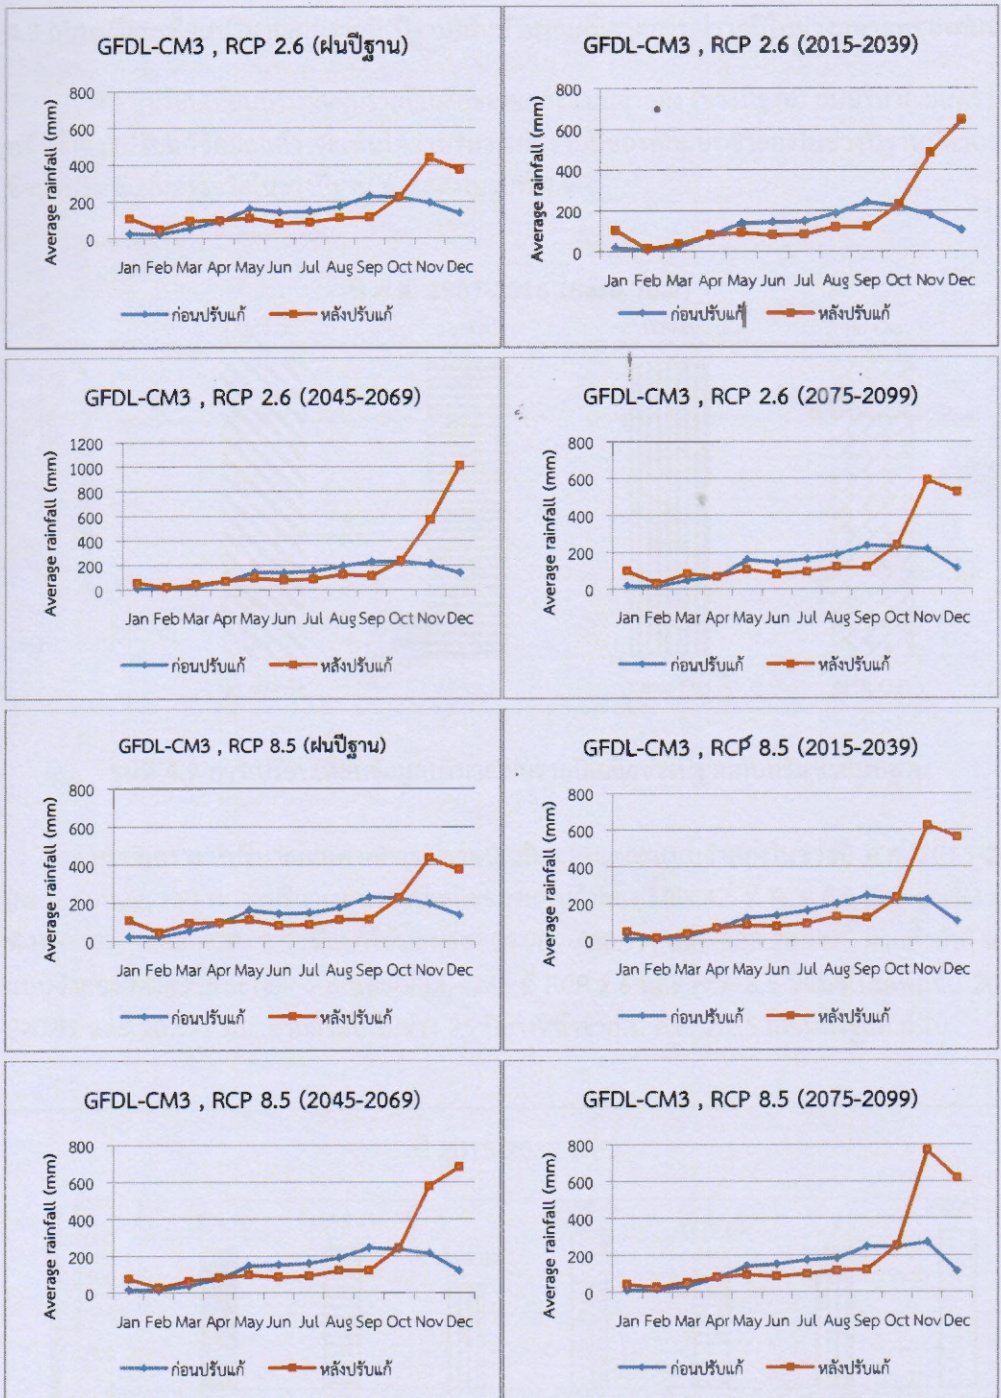 GFDL-CM3 , RCP 2.6 (ฝนปีฐาน)
Average rainfall (mm)
800
600
400
200
0
Jan Feb Mar Apr May Jun Jul Aug Sep Oct Nov Dec
ก่อนปรับแก้ หลังปรับแก้
GFDL-CM3 , RCP 2.6 (2015-2039)
Average rainfall (mm)
800
600
400
200
0
Jan Feb Mar Apr May Jun Jul Aug Sep Oct Nov Dec
ก่อนปรับแก้ หลังปรับแก้
GFDL-CM3 , RCP 2.6 (2045-2069)
Average rainfall (mm)
1200
1000
800
600
400
200
0
Jan Feb Mar Apr May Jun Jul Aug Sep Oct Nov Dec
ก่อนปรับแก้ หลังปรับแก้
GFDL-CM3 , RCP 2.6 (2075-2099)
Average rainfall (mm)
800
600
400
200
0
Jan Feb Mar Apr May Jun Jul Aug Sep Oct Nov Dec
ก่อนปรับแก้ หลังปรับแก้
GFDL-CM3 , RCP 8.5 (ฝนปีฐาน)
Average rainfall (mm)
800
600
400
200
0
Jan Feb Mar Apr May Jun Jul Aug Sep Oct Nov Dec
ก่อนปรับแก้ หลังปรับแก้
GFDL-CM3 , RCP 8.5 (2015-2039)
Average rainfall (mm)
800
600
400
200
0
Jan Feb Mar Apr May Jun Jul Aug Sep Oct Nov Dec
ก่อนปรับแก้ หลังปรับแก้
GFDL-CM3 , RCP 8.5 (2045-2069)
Average rainfall (mm)
800
600
400
200
0
Jan Feb Mar Apr May Jun Jul Aug Sep Oct Nov Dec
ก่อนปรับแก้ หลังปรับแก้
GFDL-CM3 , RCP 8.5 (2075-2099)
Average rainfall (mm)
800
600
400
200
0
Jan Feb Mar Apr May Jun Jul Aug Sep Oct Nov Dec
ก่อนปรับแก้ หลังปรับแก้